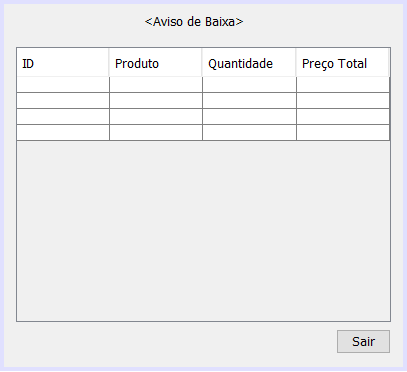 <Aviso de Baixa>
ID Produto Quantidade Preço Total
Sair